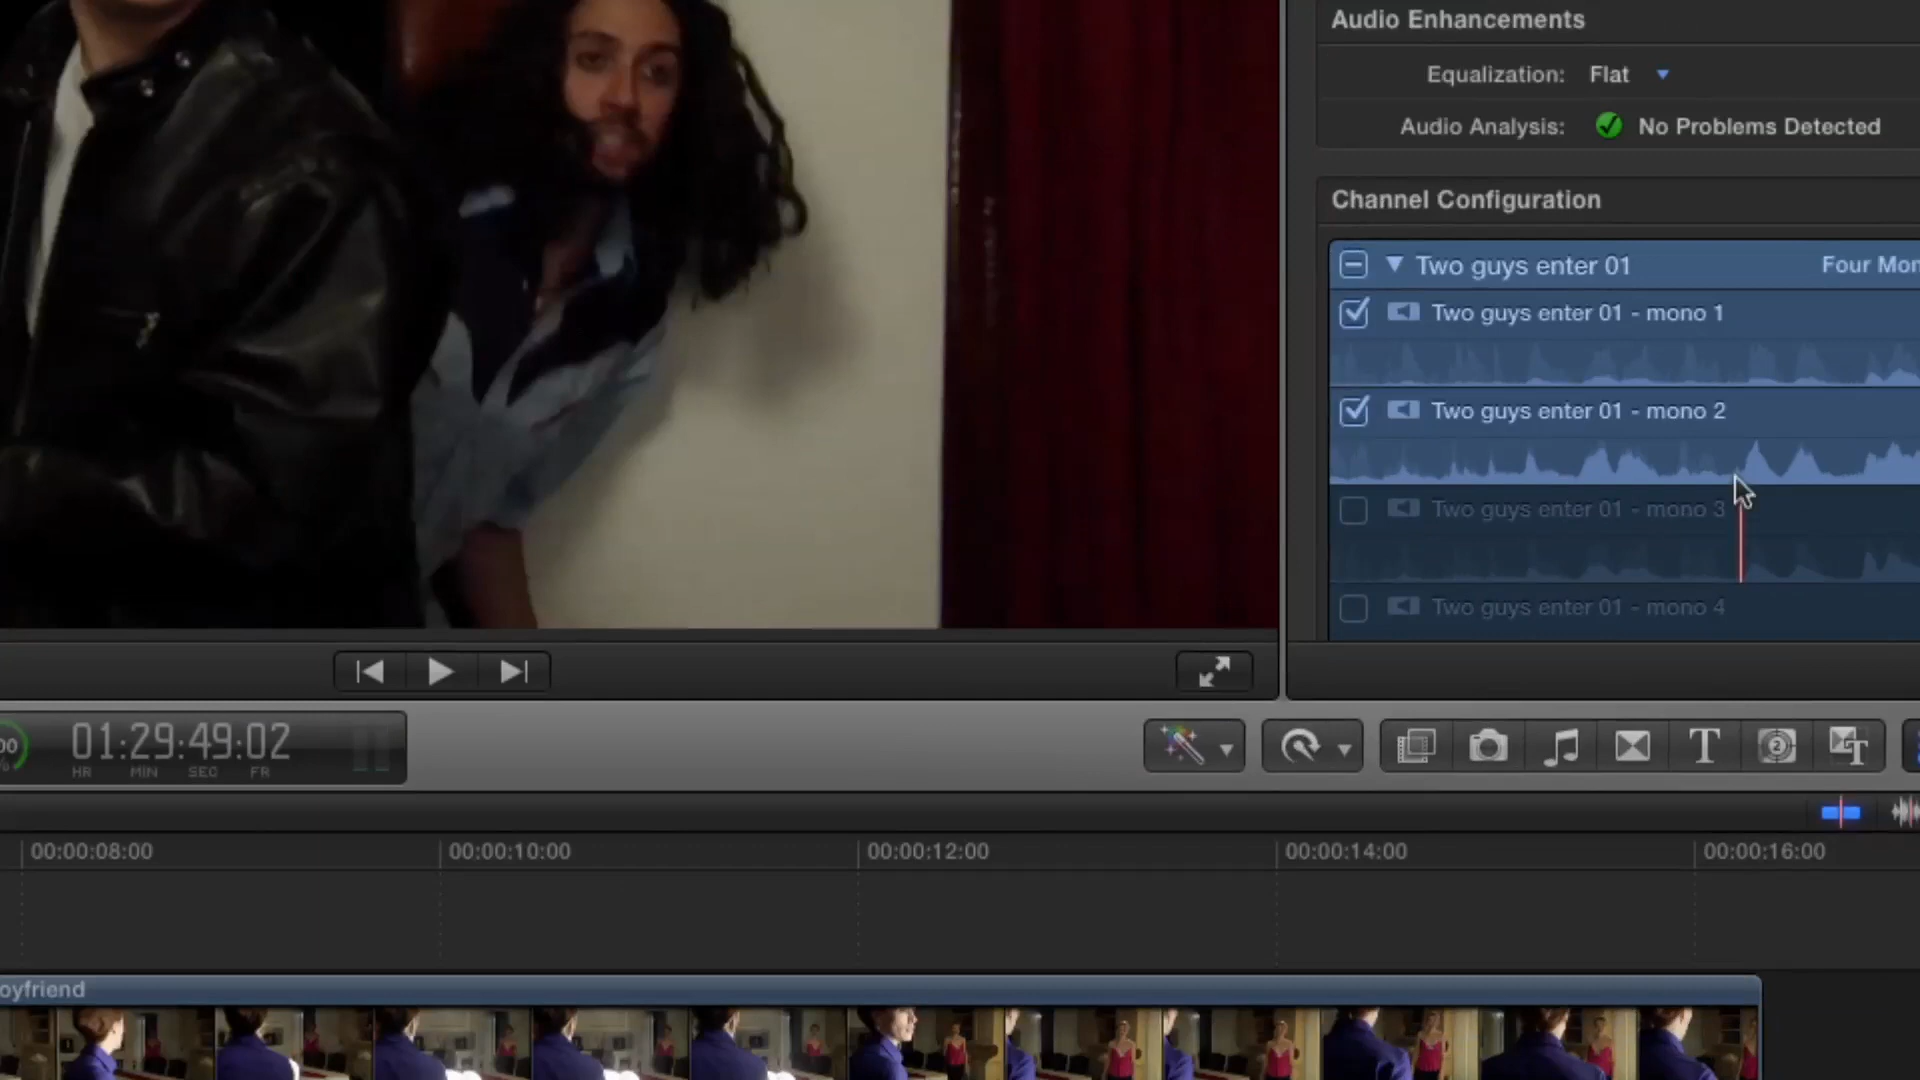 Audio Enhancements
Equalization: Flat
Audio Analysis: No Problems Detected
Channel Configuration
Two guys enter 01
Two guys enter 01 - mono 1
Two guys enter 01 - mono 2
Two guys enter 01 - mono 3
Two guys enter 01 - mono 4
01:29:49:02
HR MIN SEC FR
00:00:08:00 00:00:10:00 00:00:12:00 00:00:14:00 00:00:16:00
oyfriend